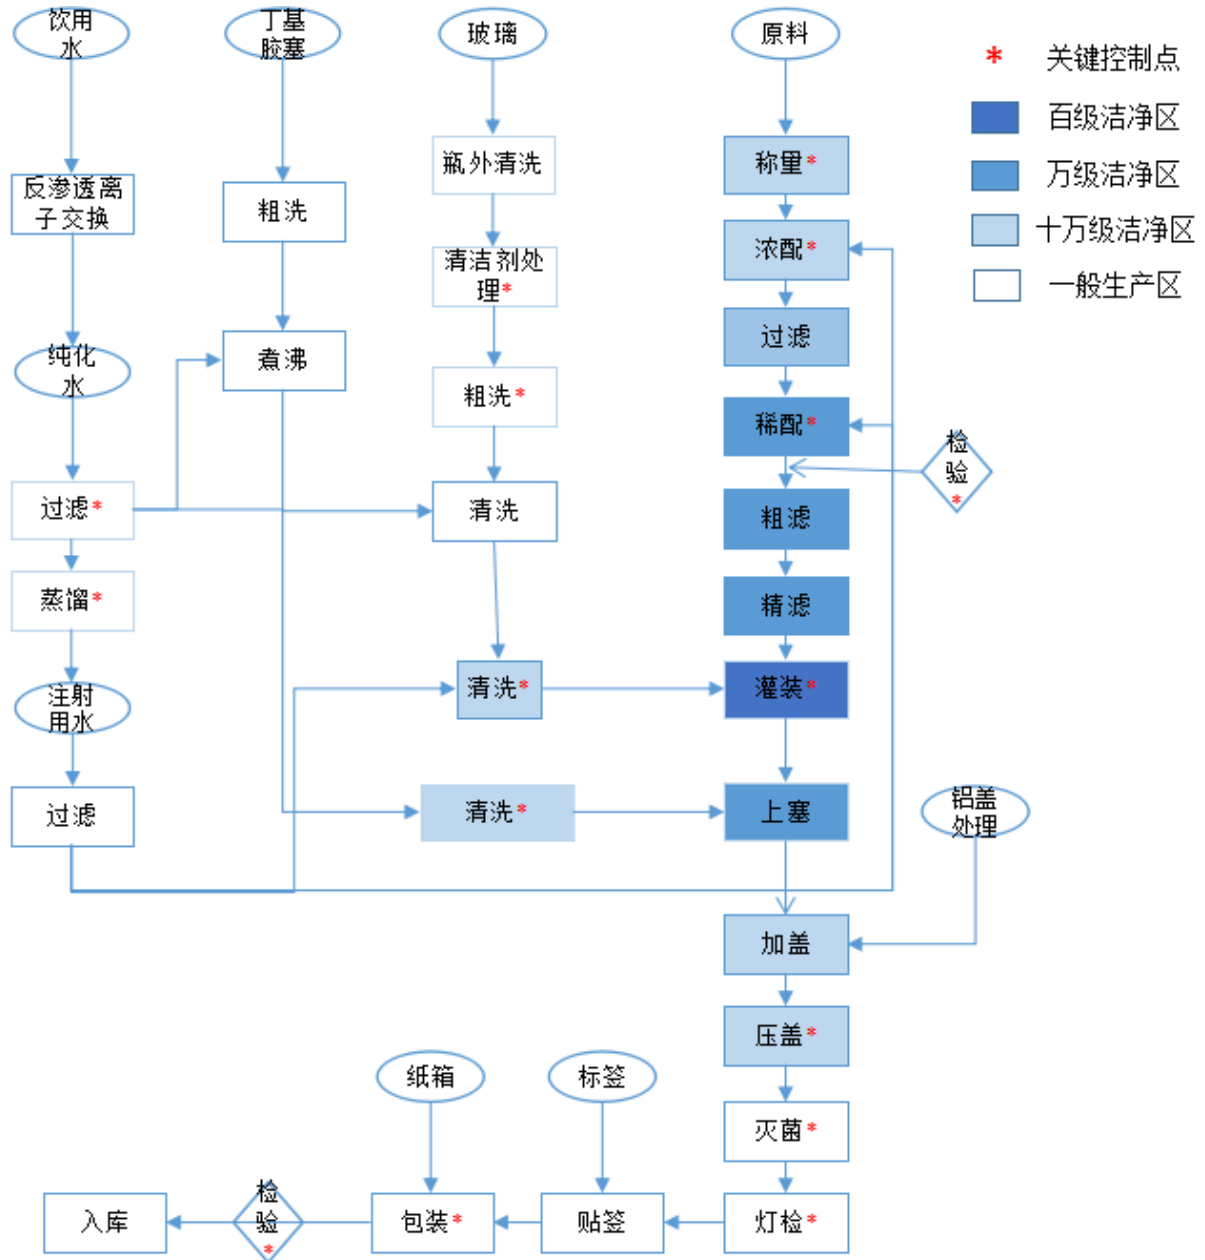 饮用
水
丁基
胶塞
玻璃
原料
* 关键控制点
百级洁净区
万级洁净区
十万级洁净区
一般生产区
反渗透离
子交换
粗洗
瓶外清洗
称量*
清洁剂处
理*
浓配*
过滤
纯化
水
煮沸
粗洗*
稀配*
检
验
*
过滤*
清洗
粗滤
蒸馏*
精滤
注射
用水
清洗*
灌装*
过滤
清洗*
上塞
铝盖
处理
加盖
压盖*
纸箱
标签
灭菌*
入库
检
验
*
包装*
贴签
灯检*